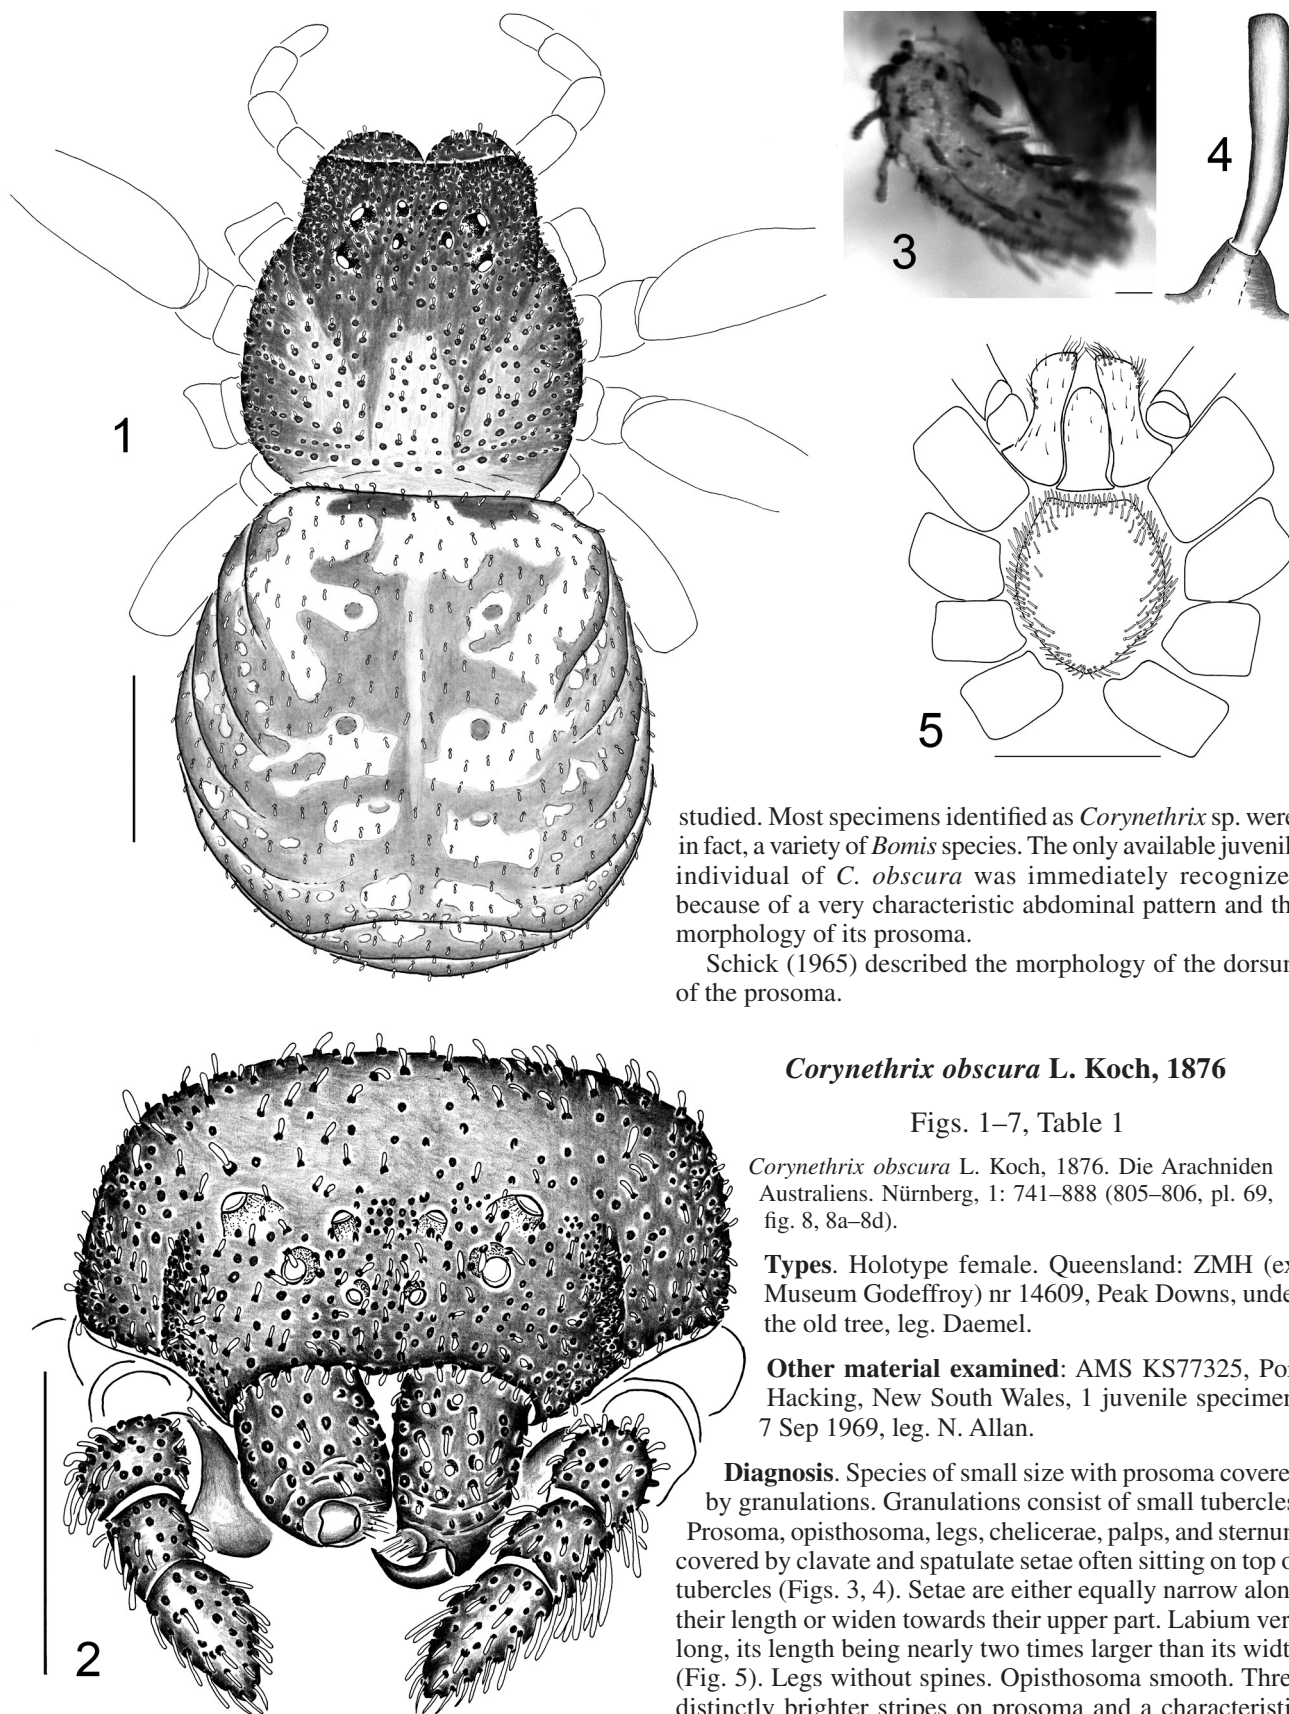 1
2
3
4
5
studied. Most specimens identified as Corynethrix sp. were
in fact, a variety of Bomis species. The only available juvenil
individual of C. obscura was immediately recognize
because of a very characteristic abdominal pattern and th
morphology of its prosoma.
Schick (1965) described the morphology of the dorsu
of the prosoma.
Corynethrix obscura L. Koch, 1876
Figs. 1–7, Table 1
Corynethrix obscura L. Koch, 1876. Die Arachniden
Australiens. Nürnberg, 1: 741–888 (805–806, pl. 69,
fig. 8, 8a–8d).
Types. Holotype female. Queensland: ZMH (ex
Museum Godeffroy) nr 14609, Peak Downs, unde
the old tree, leg. Daemel.
Other material examined: AMS KS77325, Por
Hacking, New South Wales, 1 juvenile specimen
7 Sep 1969, leg. N. Allan.
Diagnosis. Species of small size with prosoma covere
by granulations. Granulations consist of small tubercles
Prosoma, opisthosoma, legs, chelicerae, palps, and sternu
covered by clavate and spatulate setae often sitting on top o
tubercles (Figs. 3, 4). Setae are either equally narrow alon
their length or widen towards their upper part. Labium ver
long, its length being nearly two times larger than its widt
(Fig. 5). Legs without spines. Opisthosoma smooth. Thre
distinctly brighter stripes on prosoma and a characteristi